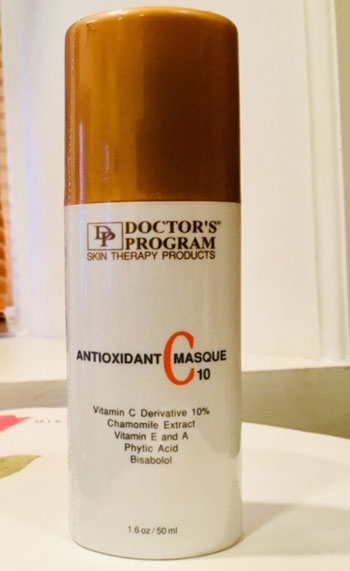 DP DOCTOR'S®
PROGRAM
SKIN THERAPY PRODUCTS
ANTIOXIDANT C MASQUE
10
Vitamin C Derivative 10%
Chamomile Extract
Vitamin E and A
Phytic Acid
Bisabolol
1.6 oz / 50 ml